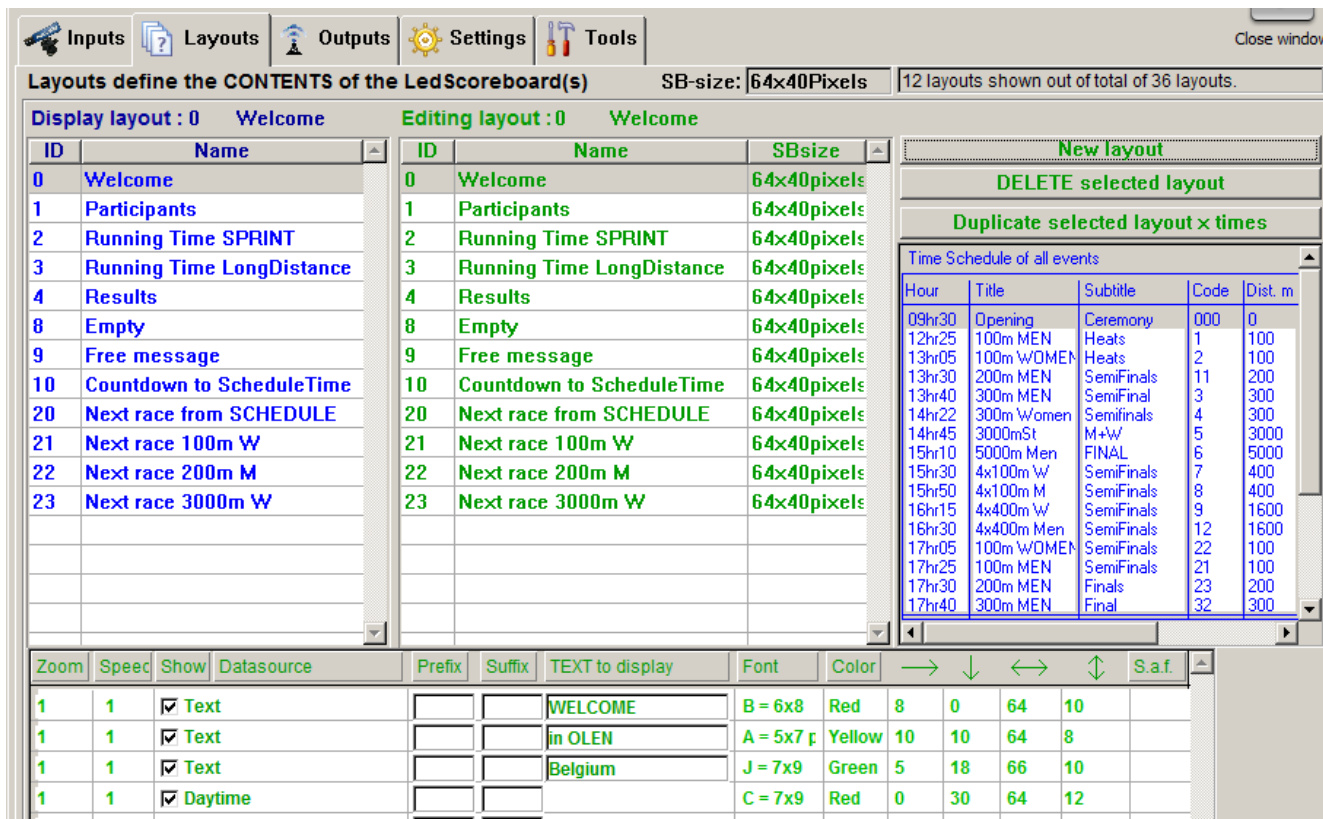 Inputs Layouts Outputs Settings Tools
Close window
Layouts define the CONTENTS of the LedScoreboard(s) SB-size: 64x40Pixels 12 layouts shown out of total of 36 layouts.
Display layout : 0 Welcome Editing layout : 0 Welcome
ID Name
0 Welcome
1 Participants
2 Running Time SPRINT
3 Running Time LongDistance
4 Results
8 Empty
9 Free message
10 Countdown to ScheduleTime
20 Next race from SCHEDULE
21 Next race 100m W
22 Next race 200m M
23 Next race 3000m W
ID Name SBsize
0 Welcome 64x40pixels
1 Participants 64x40pixels
2 Running Time SPRINT 64x40pixels
3 Running Time LongDistance 64x40pixels
4 Results 64x40pixels
8 Empty 64x40pixels
9 Free message 64x40pixels
10 Countdown to ScheduleTime 64x40pixels
20 Next race from SCHEDULE 64x40pixels
21 Next race 100m W 64x40pixels
22 Next race 200m M 64x40pixels
23 Next race 3000m W 64x40pixels
New layout
DELETE selected layout
Duplicate selected layout x times
Time Schedule of all events
Hour Title Subtitle Code Dist. m
09hr30 Opening Ceremony 000 0
12hr25 100m MEN Heats 1 100
13hr05 100m WOMEN Heats 2 100
13hr30 200m MEN SemiFinals 11 200
13hr40 300m MEN SemiFinal 3 300
14hr22 300m Women Semifinals 4 300
14hr45 3000mSt M+W 5 3000
15hr10 5000m Men FINAL 6 5000
15hr30 4x100m W SemiFinals 7 400
15hr50 4x100m M SemiFinals 8 400
16hr15 4x400m W SemiFinals 9 1600
16hr30 4x400m Men SemiFinals 12 1600
17hr05 100m WOMEN SemiFinals 22 100
17hr25 100m MEN SemiFinals 21 100
17hr30 200m MEN Finals 23 200
17hr40 300m MEN Final 32 300
Zoom Speed Show Datasource Prefix Suffix TEXT to display Font Color → ↓ ↔ ↕ S.a.f.
1 1 Text WELCOME B = 6x8 Red 8 0 64 10
1 1 Text in OLEN A = 5x7 p Yellow 10 10 64 8
1 1 Text Belgium J = 7x9 Green 5 18 66 10
1 1 Daytime C = 7x9 Red 0 30 64 12